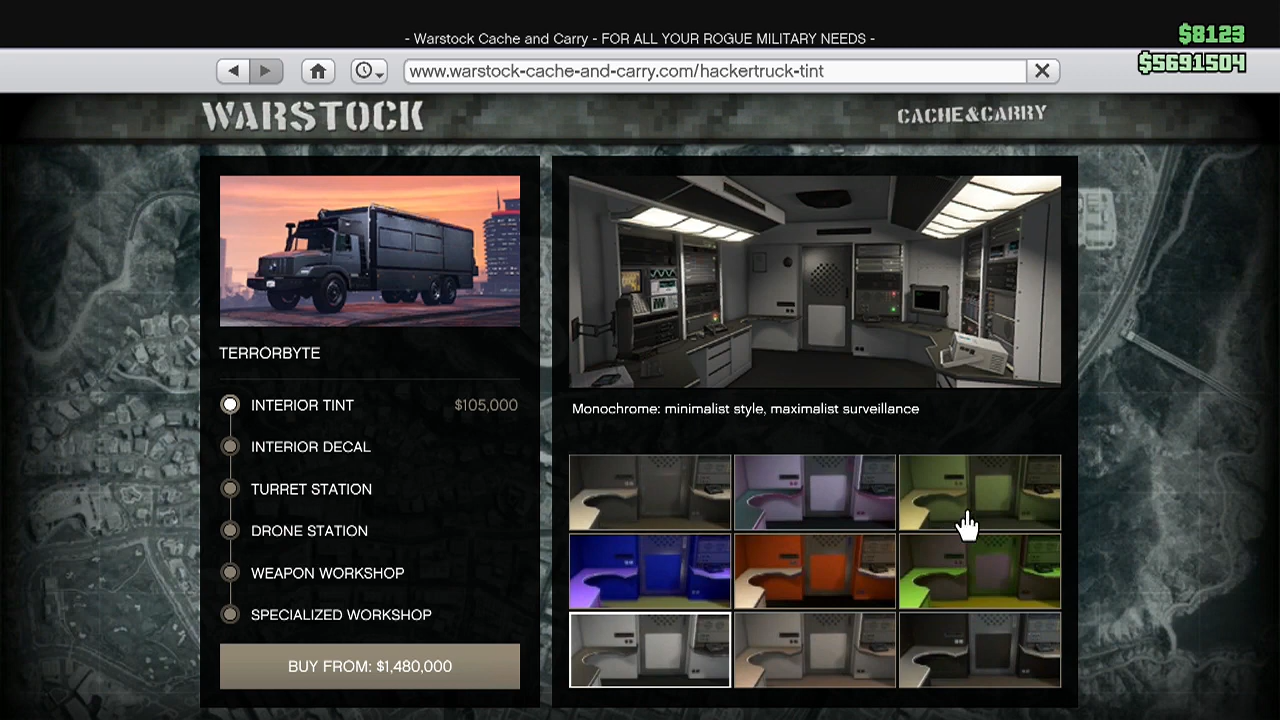 - Warstock Cache and Carry - FOR ALL YOUR ROGUE MILITARY NEEDS -
$8123
$5691504
www.warstock-cache-and-carry.com/hackertruck-tint
WARSTOCK
CACHE&CARRY
TERRORBYTE
INTERIOR TINT $105,000
INTERIOR DECAL
TURRET STATION
DRONE STATION
WEAPON WORKSHOP
SPECIALIZED WORKSHOP
BUY FROM: $1,480,000
Monochrome: minimalist style, maximalist surveillance